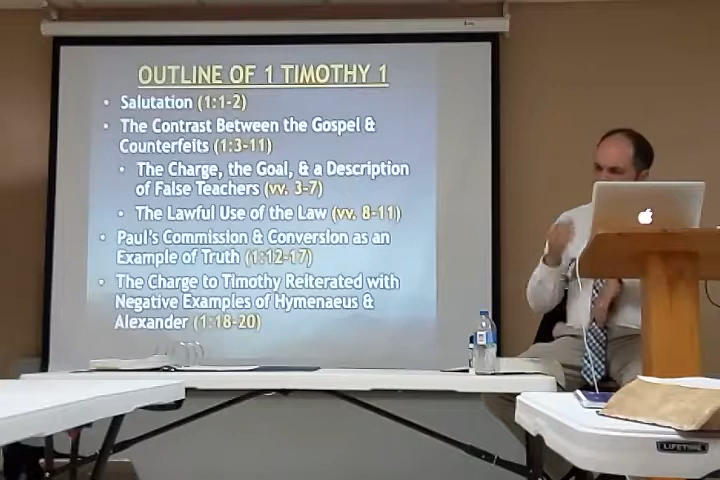 OUTLINE OF 1 TIMOTHY 1
• Salutation (1:1-2)
• The Contrast Between the Gospel &
Counterfeits (1:3-11)
• The Charge, the Goal, & a Description
of False Teachers (vv. 3-7)
• The Lawful Use of the Law (vv. 8-11)
• Paul's Commission & Conversion as an
Example of Truth (1:12-17)
• The Charge to Timothy Reiterated with
Negative Examples of Hymenaeus &
Alexander (1:18-20)
LIFETIME